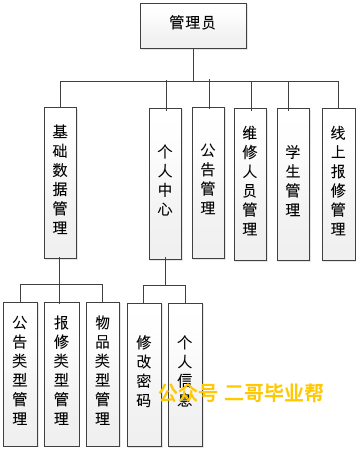 管理员
基础数据管理
个人中心
公告管理
维修人员管理
学生管理
线上报修管理
公告类型管理
报修类型管理
物品类型管理
修改密码
个人信息
公众号 二哥毕业帮